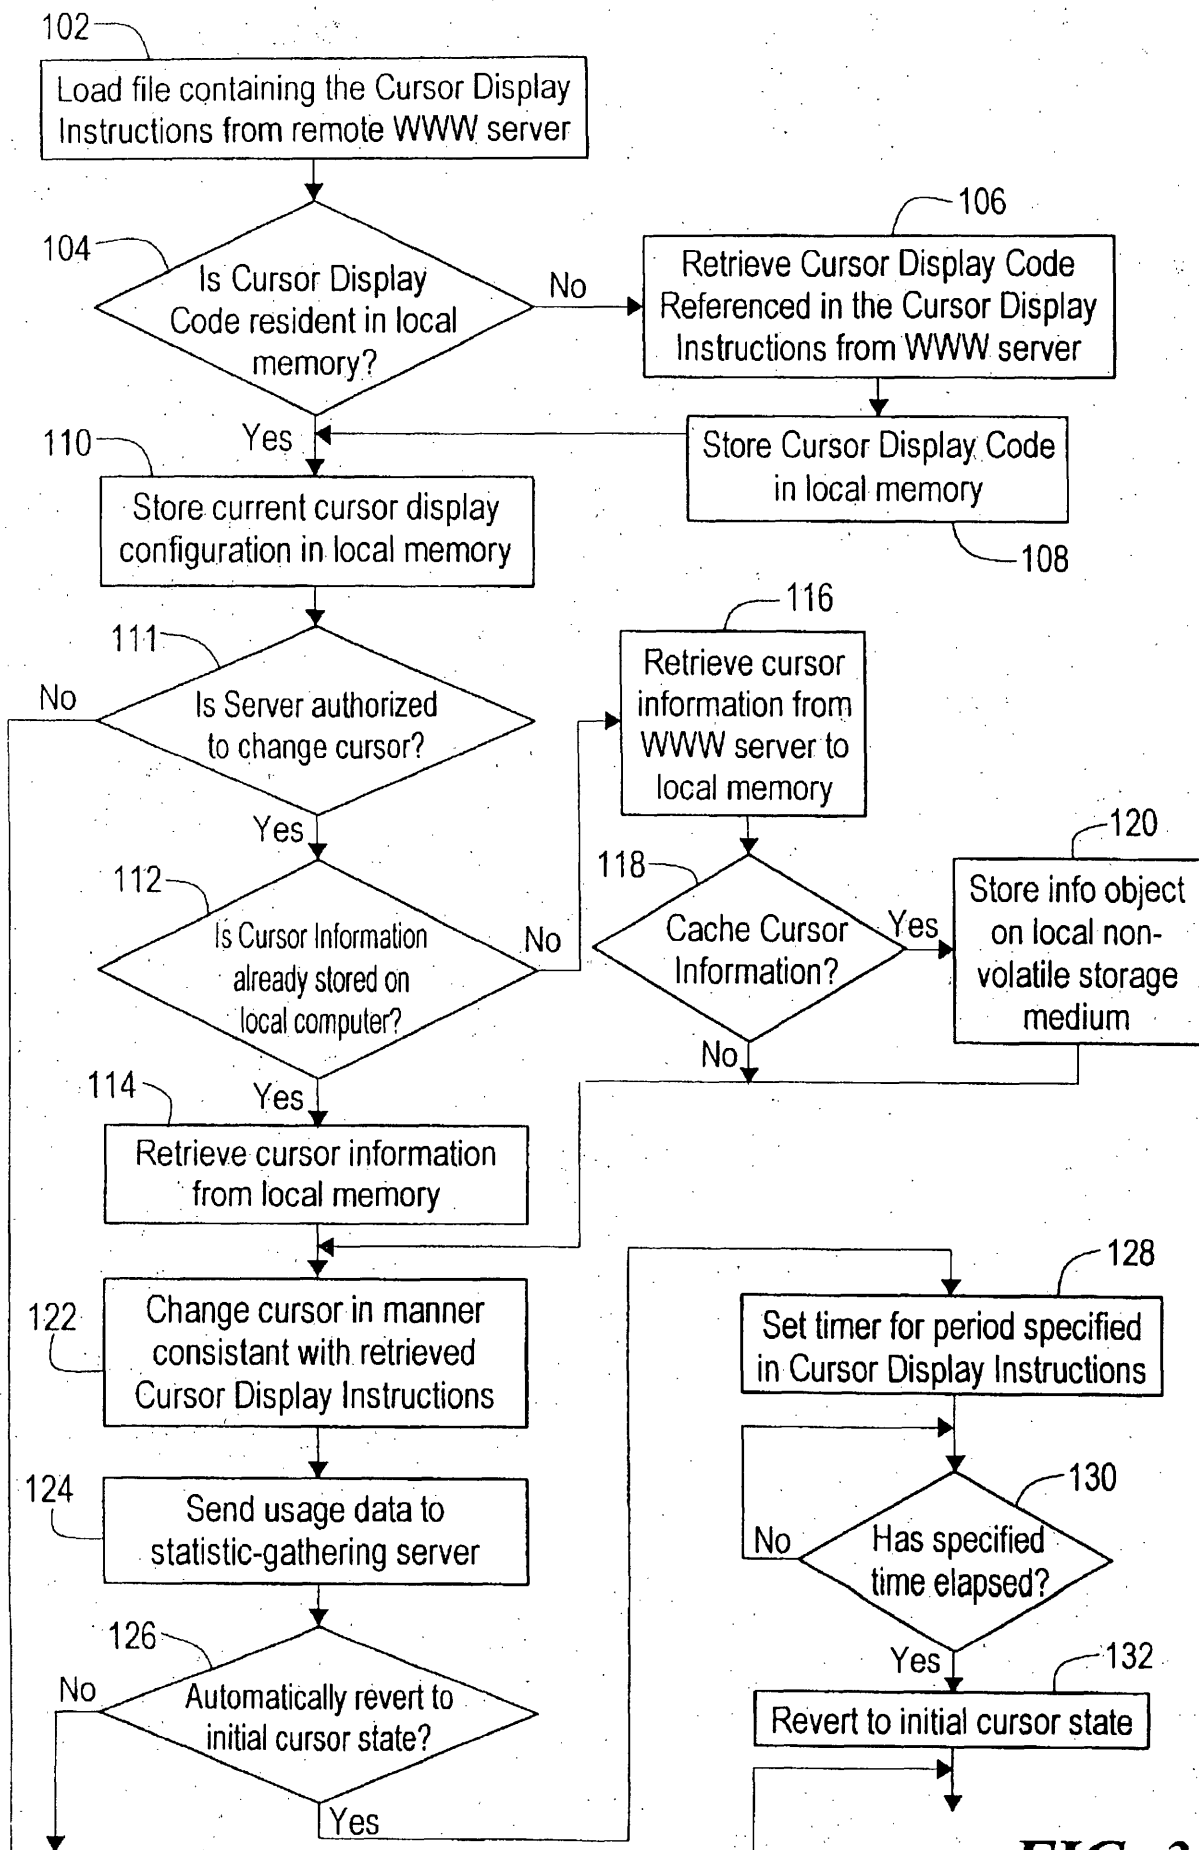 102
Load file containing the Cursor Display
Instructions from remote WWW server
104
Is Cursor Display
Code resident in local
memory?
No
106
Retrieve Cursor Display Code
Referenced in the Cursor Display
Instructions from WWW server
Yes
Store Cursor Display Code
in local memory
108
110
Store current cursor display
configuration in local memory
111
Is Server authorized
to change cursor?
No
Yes
116
Retrieve cursor
information from
WWW server to
local memory
112
Is Cursor Information
already stored on
local computer?
No
Yes
118
Cache Cursor
Information?
Yes
No
120
Store info object
on local non-
volatile storage
medium
114
Retrieve cursor information
from local memory
122
Change cursor in manner
consistant with retrieved
Cursor Display Instructions
128
Set timer for period specified
in Cursor Display Instructions
124
Send usage data to
statistic-gathering server
130
Has specified
time elapsed?
No
Yes
126
Automatically revert to
initial cursor state?
No
Yes
132
Revert to initial cursor state
FIG. 3